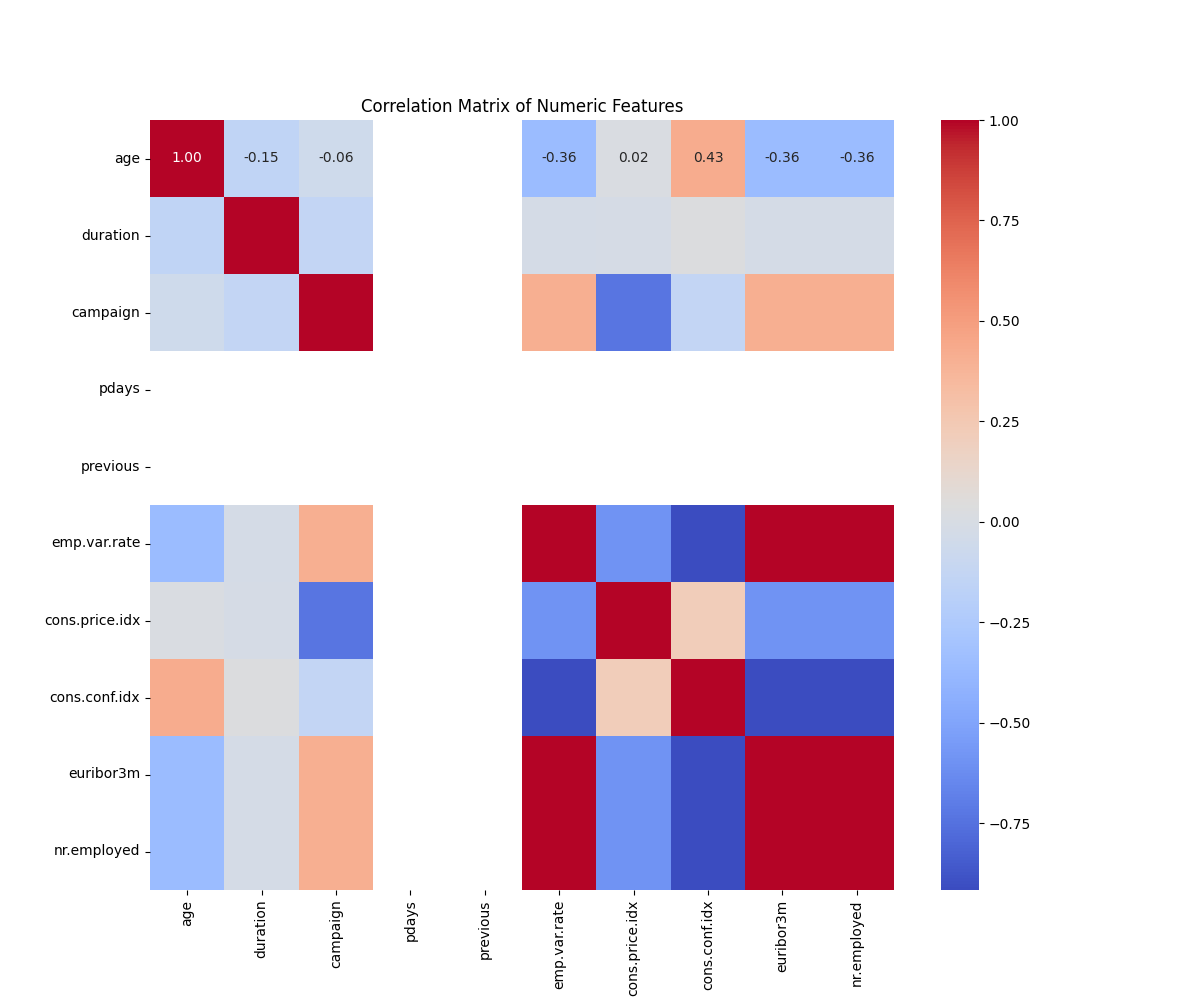 Correlation Matrix of Numeric Features
age
1.00
-0.15
-0.06
-0.36
0.02
0.43
-0.36
-0.36
duration
campaign
pdays
previous
emp.var.rate
cons.price.idx
cons.conf.idx
euribor3m
nr.employed
age
duration
campaign
pdays
previous
emp.var.rate
cons.price.idx
cons.conf.idx
euribor3m
nr.employed
1.00
0.75
0.50
0.25
0.00
−0.25
−0.50
−0.75